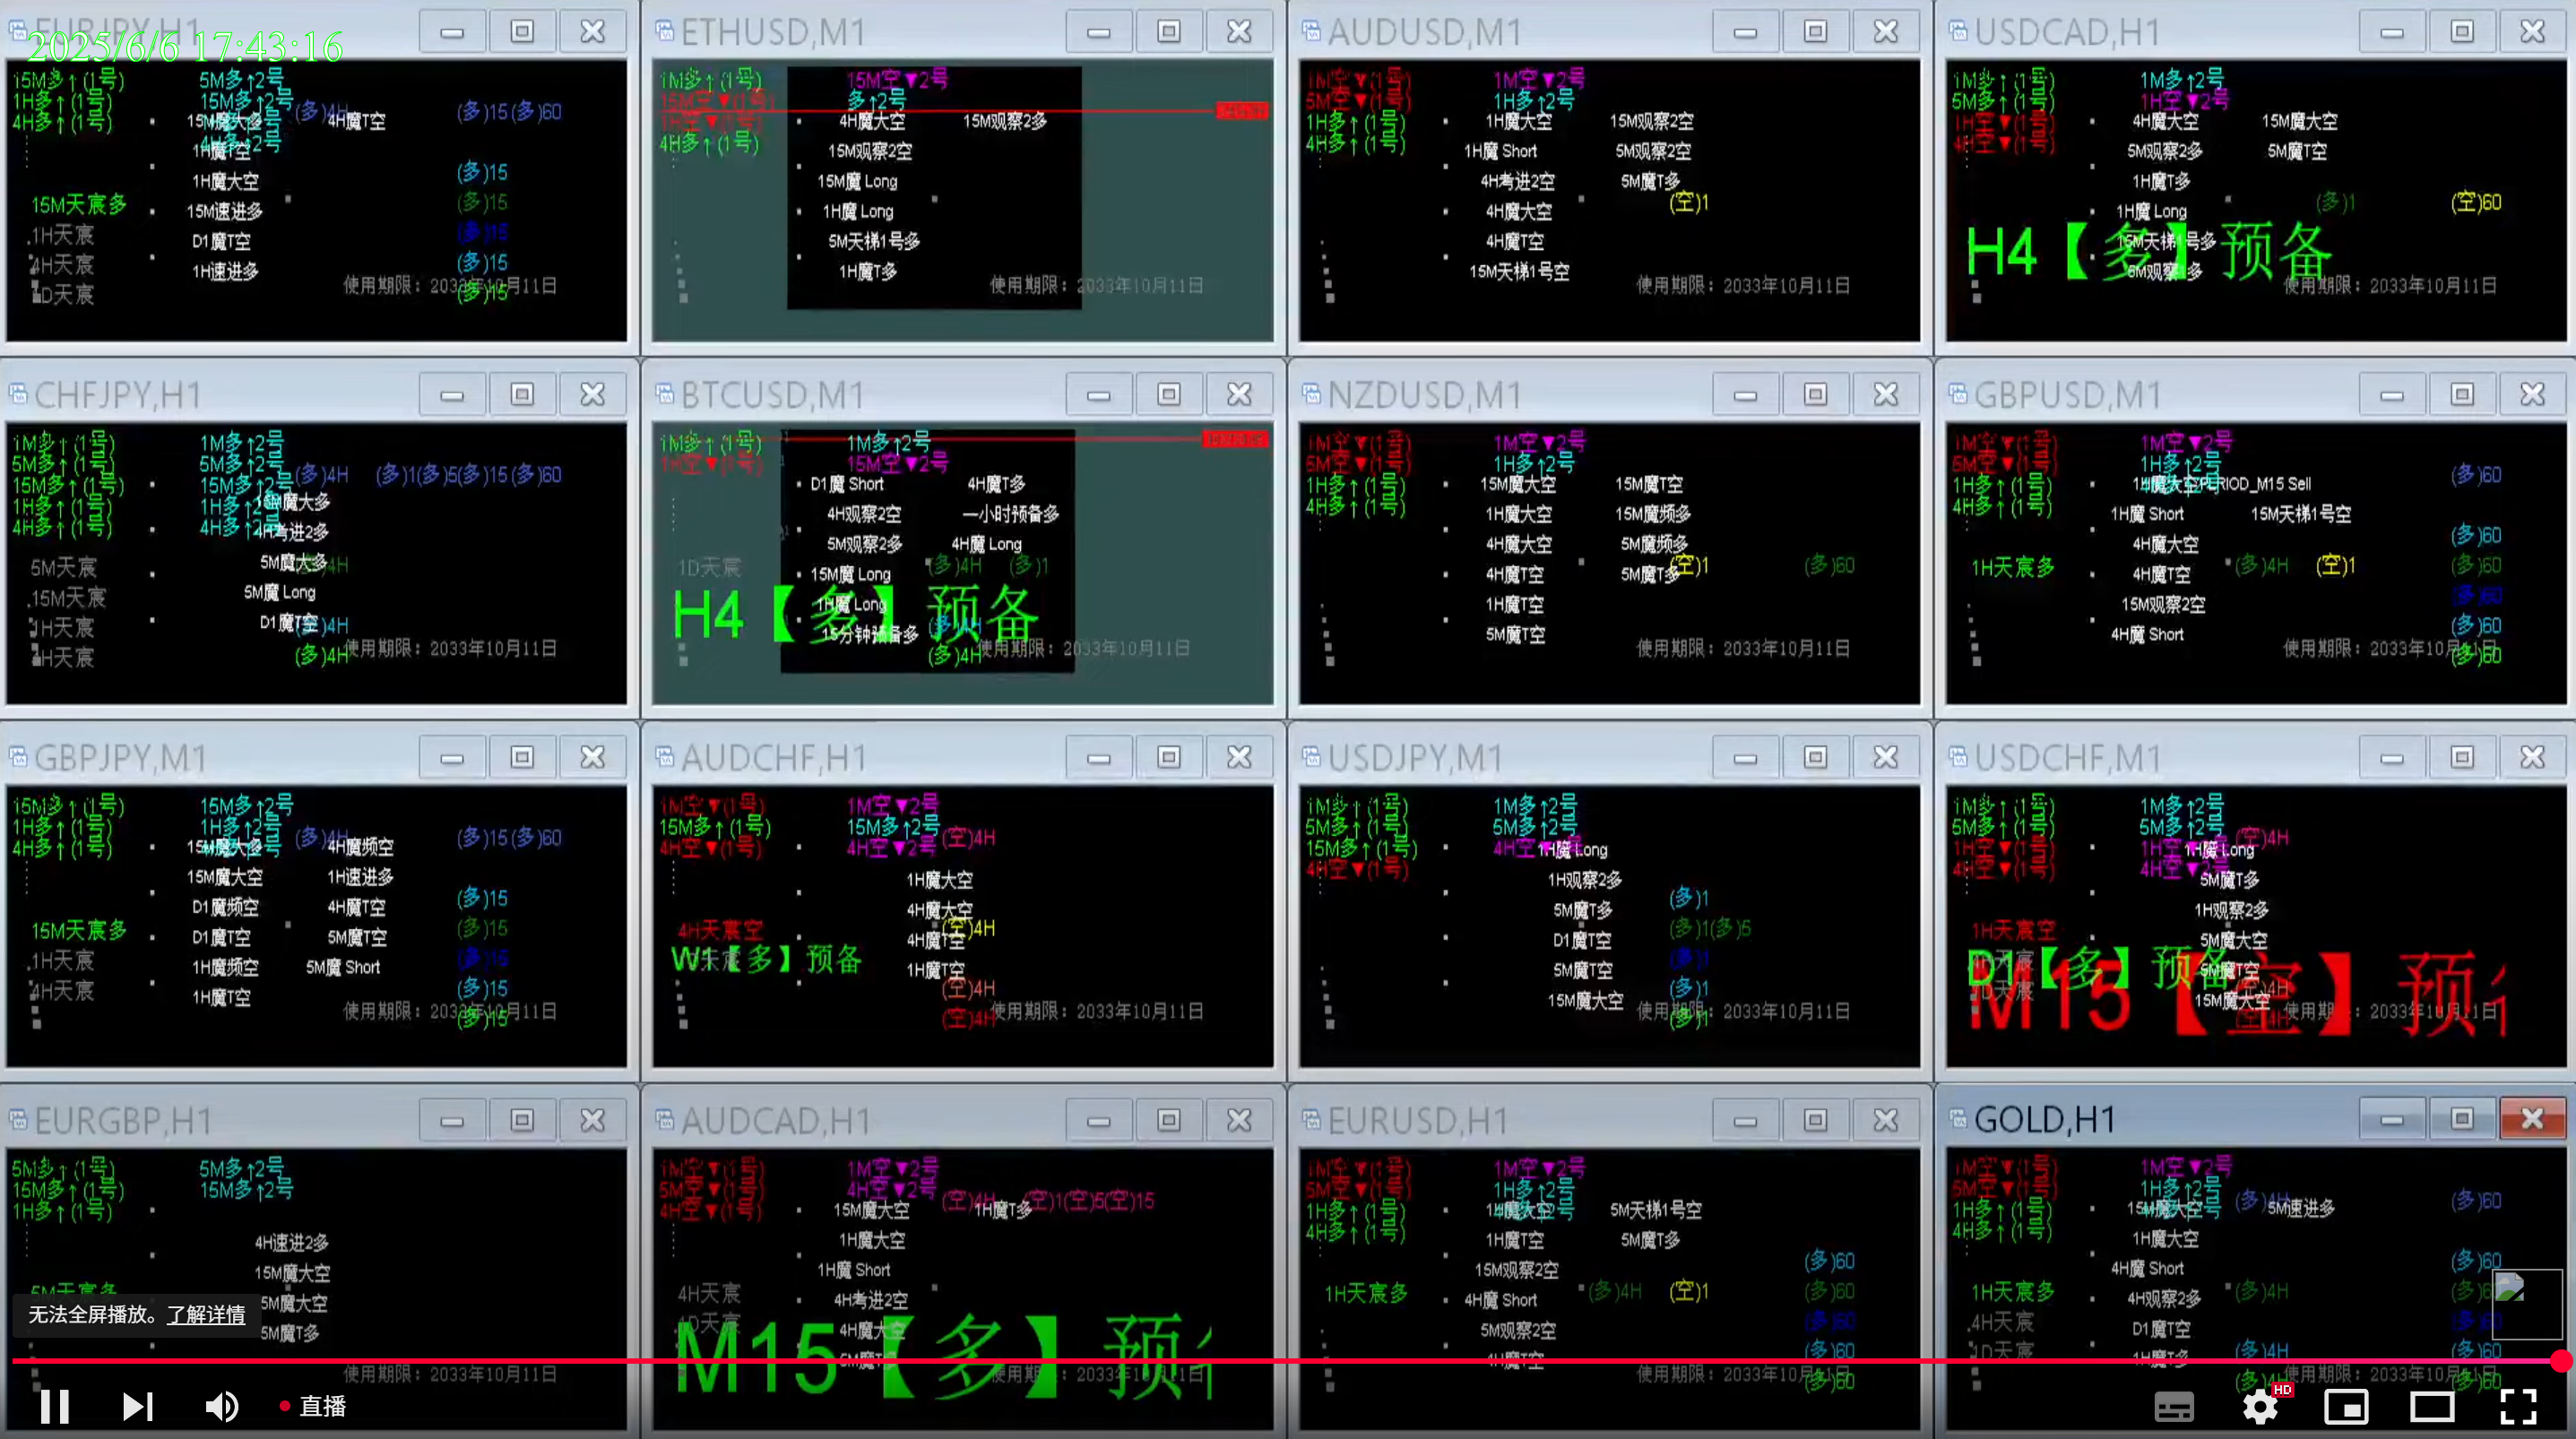 2025/6/6 17:43:16
EURJPY,H1
15M多↑(1号) 5M多↑2号
1H多↑(1号) 15M多↑2号 (多)4H (多)15(多)60
4H多↑(1号) 15M魔大多 4H魔T空
4H多↑2号
1H魔T空
1H魔大空 (多)15
15M天宸多 15M速进多 (多)15
1H天宸 D1魔T空 (多)15
4H天宸 1H速进多 (多)15
1D天宸 (多)15
使用期限：2033年10月11日
ETHUSD,M1
1M多↑(1号) 15M空▼2号
15M空▼(1号) 多↑2号
1H空▼(1号) 4H魔大空 15M观察2多
4H多↑(1号) 15M观察2空
15M魔 Long
1H魔 Long
5M天梯1号多
1H魔T多
使用期限：2033年10月11日
AUDUSD,M1
1M空▼(1号) 1M空▼2号
5M空▼(1号) 1H多↑2号
1H多↑(1号) 1H魔大空 15M观察2空
4H多↑(1号) 1H魔 Short 5M观察2空
4H考进2空 5M魔T多
4H魔大空 (空)1
4H魔T空
15M天梯1号空
使用期限：2033年10月11日
USDCAD,H1
1M多↑(1号) 1M多↑2号
5M多↑(1号) 1H空▼2号
1H空▼(1号) 4H魔大空 15M魔大空
4H空▼(1号) 5M观察2多 5M魔T空
1H魔T多
1H魔 Long (多)1 (空)60
15M天梯1号多
H4【多】预备
5M观察1多
使用期限：2033年10月11日
CHFJPY,H1
1M多↑(1号) 1M多↑2号
5M多↑(1号) 5M多↑2号 (多)4H (多)1(多)5(多)15(多)60
15M多↑(1号) 15M多↑2号
1H多↑(1号) 1H多↑2号 15M魔大多
4H多↑(1号) 4H多↑2号 4H考进2多
5M天宸 5M魔大多 (多)4H
15M天宸 5M魔 Long
1H天宸 D1魔T空 (多)4H
4H天宸 (多)4H
使用期限：2033年10月11日
BTCUSD,M1
1M多↑(1号) 1M多↑2号
1H空▼(1号) 15M空▼2号
D1魔 Short 4H魔T多
4H观察2空 一小时预备多
5M观察2多 4H魔 Long
1D天宸 15M魔 Long (多)4H (多)1
1H魔 Long
H4【多】预备
15分钟预备多
(多)4H
使用期限：2033年10月11日
NZDUSD,M1
1M空▼(1号) 1M空▼2号
5M空▼(1号) 1H多↑2号
1H多↑(1号) 15M魔大空 15M魔T空
4H多↑(1号) 1H魔大空 15M魔频多
4H魔大空 5M魔频多
4H魔T空 5M魔T多 (空)1 (多)60
1H魔T空
5M魔T空
使用期限：2033年10月11日
GBPUSD,M1
1M空▼(1号) 1M空▼2号
5M空▼(1号) 1H多↑2号 (多)60
1H多↑(1号) 1H魔大空 PERIOD_M15 Sell
4H多↑(1号) 1H魔 Short 15M天梯1号空
4H魔大空 (多)60
1H天宸多 4H魔T空 (多)4H (空)1 (多)60
15M观察2空 (多)60
4H魔 Short (多)60
使用期限：2033年10月11日
(多)60
GBPJPY,M1
15M多↑(1号) 15M多↑2号
1H多↑(1号) 1H多↑2号 (多)4H (多)15(多)60
4H多↑(1号) 4H多↑2号 15M魔大多 4H魔频空
15M魔大空 1H速进多
D1魔频空 4H魔T空 (多)15
15M天宸多 D1魔T空 5M魔T空 (多)15
1H天宸 1H魔频空 5M魔 Short (多)15
4H天宸 1H魔T空 (多)15
使用期限：2033年10月11日
(多)15
AUDCHF,H1
1M空▼(1号) 1M空▼2号
15M多↑(1号) 15M多↑2号 (空)4H
4H空▼(1号) 4H空▼2号
1H魔大空
4H魔大空
4H天宸空 (空)4H
4H魔T空
W1【多】预备
1H魔T空
(空)4H
使用期限：2033年10月11日
(空)4H
USDJPY,M1
1M多↑(1号) 1M多↑2号
5M多↑(1号) 5M多↑2号
15M多↑(1号) 4H空▼2号 1H魔 Long
4H空▼(1号) 1H观察2多
5M魔T多 (多)1
D1魔T空 (多)1(多)5
5M魔T空 (多)1
15M魔大空 (多)1
使用期限：2033年10月11日
(多)1
USDCHF,M1
1M多↑(1号) 1M多↑2号
5M多↑(1号) 5M多↑2号 (空)4H
1H空▼(1号) 1H空▼2号 1H魔 Long
4H空▼(1号) 4H空▼2号 5M魔T多
1H观察2多
1H天宸空 5M魔大空
D1【多】预备
5M魔T空
1D天宸 15M魔大空 (空)4H
M15【空】预
使用期限：2033年10月11日
EURGBP,H1
5M多↑(1号) 5M多↑2号
15M多↑(1号) 15M多↑2号
1H多↑(1号)
4H速进2多
15M魔大空
5M天宸多
5M魔大空
5M魔T多
使用期限：2033年10月11日
AUDCAD,H1
1M空▼(1号) 1M空▼2号
5M空▼(1号) 4H空▼2号 (空)4H (空)1(空)5(空)15
4H空▼(1号) 15M魔大空 1H魔T多
1H魔大空
1H魔 Short
4H天宸 4H考进2空
1D天宸 4H魔大空
M15【多】预
使用期限：2033年10月11日
EURUSD,H1
1M空▼(1号) 1M空▼2号
5M空▼(1号) 1H多↑2号
1H多↑(1号) 1H魔大空 5M天梯1号空
4H多↑(1号) 1H魔T空 5M魔T多
15M观察2空 (多)60
1H天宸多 4H魔 Short (多)4H (空)1 (多)60
5M观察2空 (多)60
4H魔T空 (多)60
使用期限：2033年10月11日
(多)60
GOLD,H1
1M空▼(1号) 1M空▼2号
5M空▼(1号) 1H多↑2号 (多)4H (多)60
1H多↑(1号) 15M魔大空 5M速进多
4H多↑(1号) 1H魔大空
4H魔 Short (多)60
1H天宸多 4H观察2多 (多)4H
4H天宸 D1魔T空
1D天宸 1H魔T多 (多)4H (多)60
使用期限：2033年10月11日
(多)4H (多)60
无法全屏播放。了解详情
直播
HD